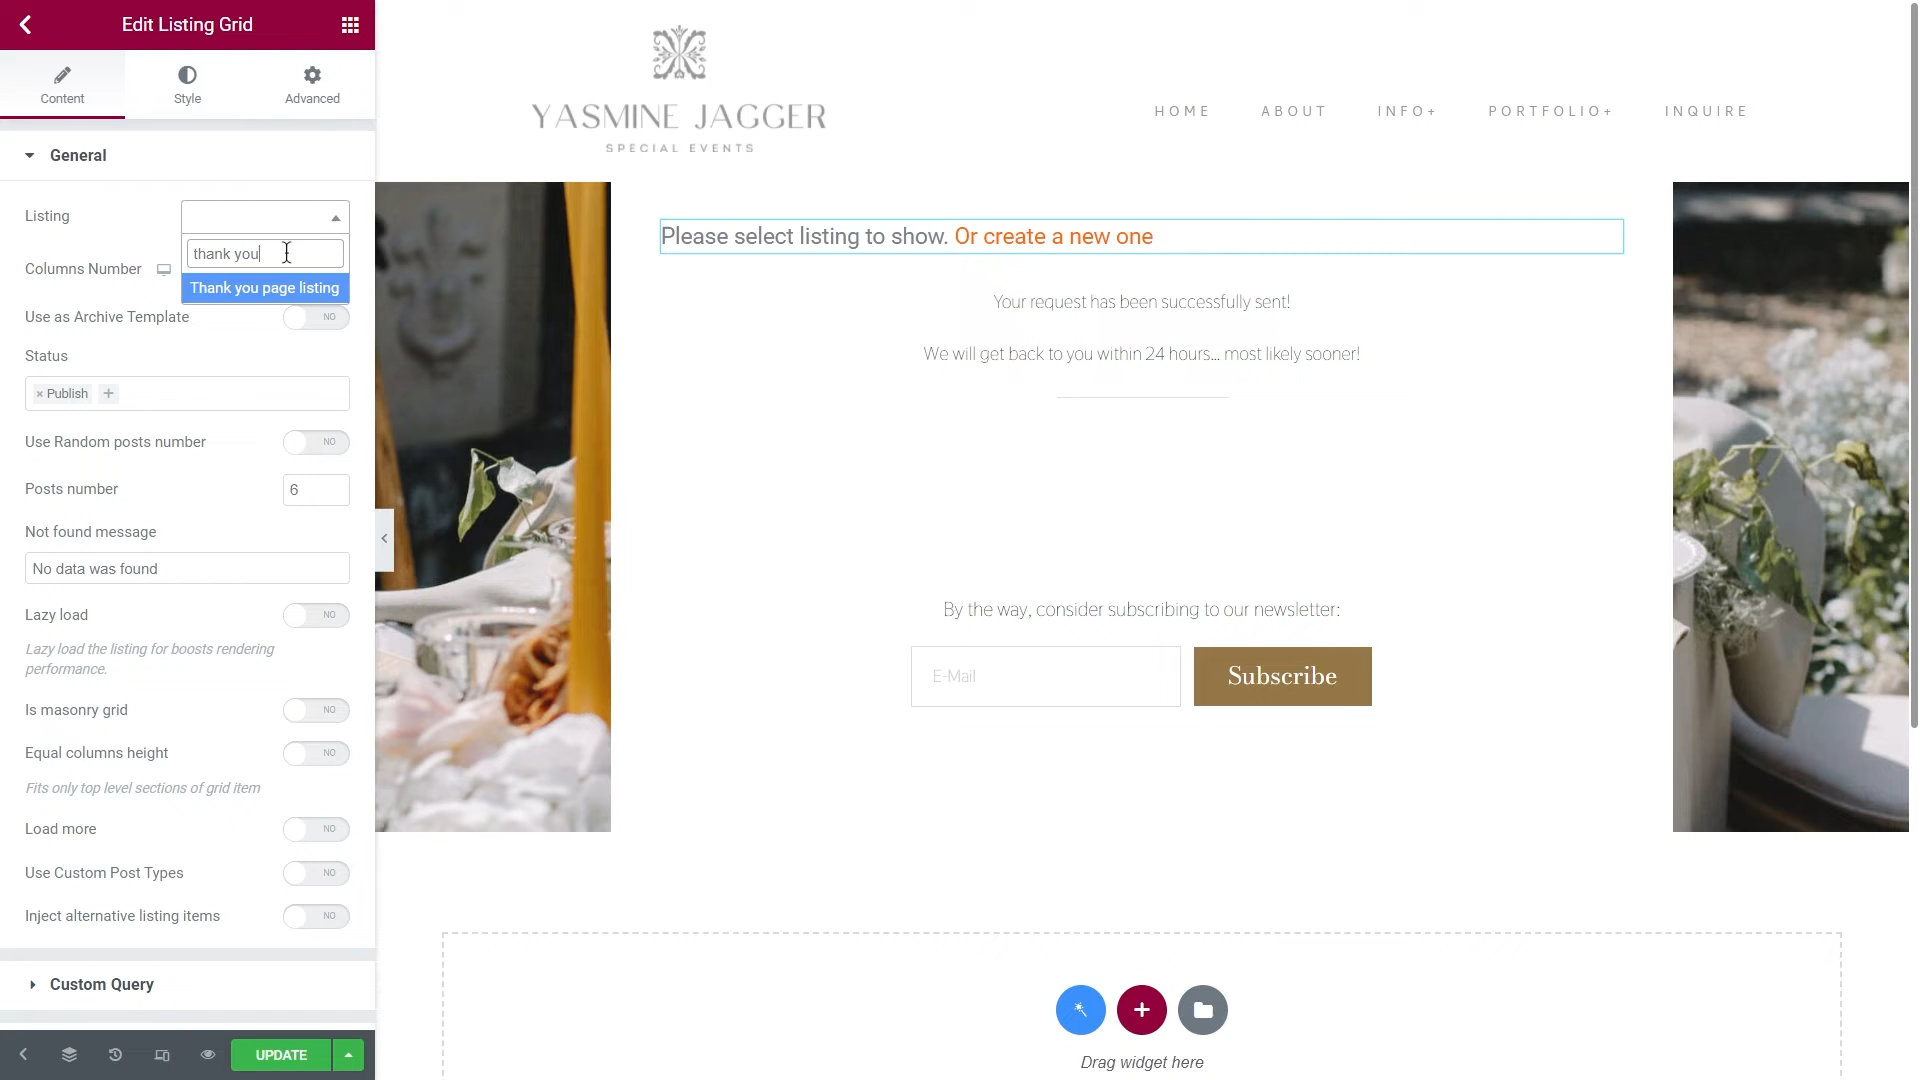 Edit Listing Grid
Content
Style
Advanced
General
Listing
thank you
Thank you page listing
Columns Number
Use as Archive Template
NO
Status
× Publish +
Use Random posts number
NO
Posts number
6
Not found message
No data was found
Lazy load
NO
Lazy load the listing for boosts rendering
performance.
Is masonry grid
NO
Equal columns height
NO
Fits only top level sections of grid item
Load more
NO
Use Custom Post Types
NO
Inject alternative listing items
NO
Custom Query
UPDATE
YASMINE JAGGER
SPECIAL EVENTS
HOME
ABOUT
INFO+
PORTFOLIO+
INQUIRE
Please select listing to show. Or create a new one
Your request has been successfully sent!
We will get back to you within 24 hours... most likely sooner!
By the way, consider subscribing to our newsletter:
E-Mail
Subscribe
Drag widget here